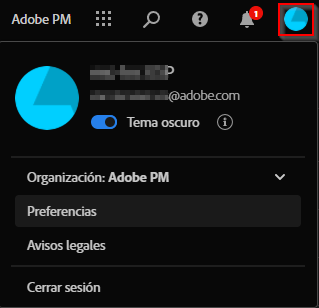 Adobe PM
1
P
@adobe.com
Tema oscuro
Organización: Adobe PM
Preferencias
Avisos legales
Cerrar sesión